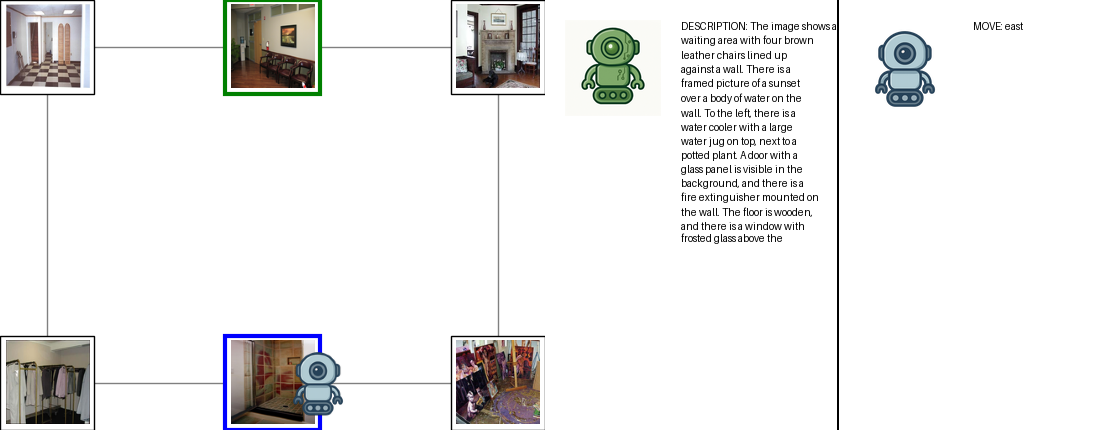 DESCRIPTION: The image shows a
waiting area with four brown
leather chairs lined up
against a wall. There is a
framed picture of a sunset
over a body of water on the
wall. To the left, there is a
water cooler with a large
water jug on top, next to a
potted plant. A door with a
glass panel is visible in the
background, and there is a
fire extinguisher mounted on
the wall. The floor is wooden,
and there is a window with
frosted glass above the
MOVE: east